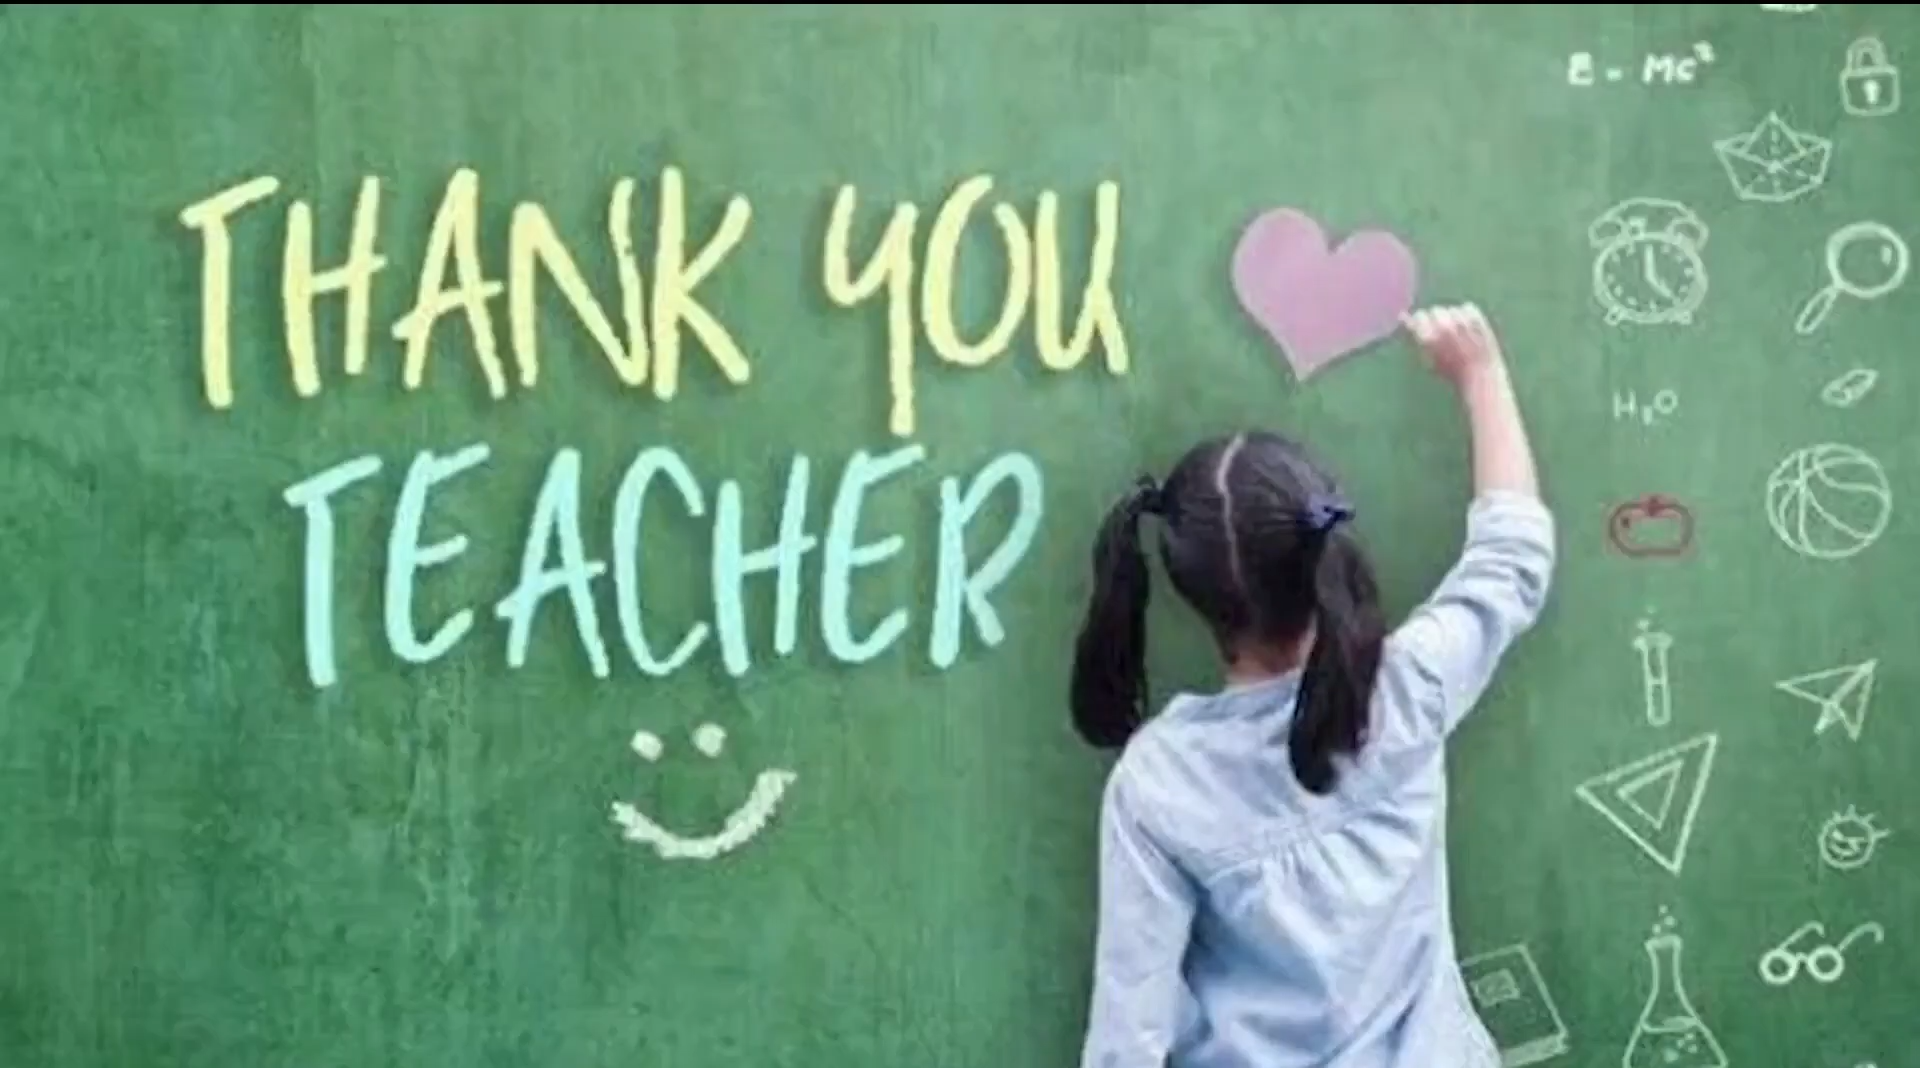 E = Mc²
THANK YOU
H₂O
TEACHER